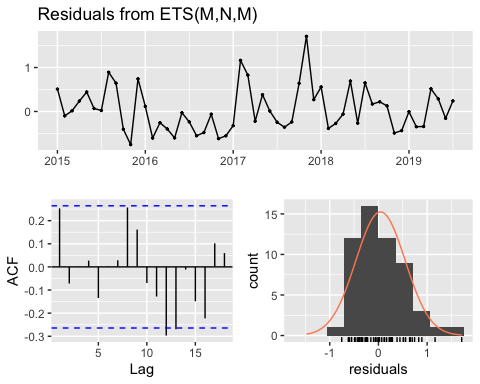 Residuals from ETS(M,N,M)
1
0
2015 2016 2017 2018 2019
0.2
0.1
0.0
-0.1
-0.2
-0.3
ACF
5 10 15
Lag
15
10
5
0
count
-1 0 1
residuals